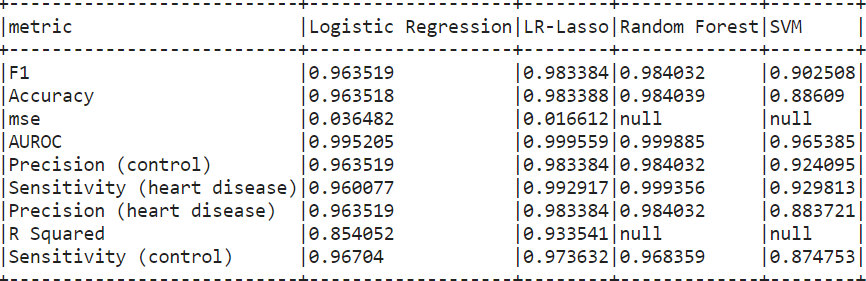 |metric                       |Logistic Regression|LR-Lasso|Random Forest|SVM     |
|F1                           |0.963519           |0.983384|0.984032     |0.902508|
|Accuracy                     |0.963518           |0.983388|0.984039     |0.88609 |
|mse                          |0.036482           |0.016612|null         |null    |
|AUROC                        |0.995205           |0.999559|0.999885     |0.965385|
|Precision (control)          |0.963519           |0.983384|0.984032     |0.924095|
|Sensitivity (heart disease)|0.960077           |0.992917|0.999356     |0.929813|
|Precision (heart disease)  |0.963519           |0.983384|0.984032     |0.883721|
|R Squared                    |0.854052           |0.933541|null         |null    |
|Sensitivity (control)        |0.96704            |0.973632|0.968359     |0.874753|